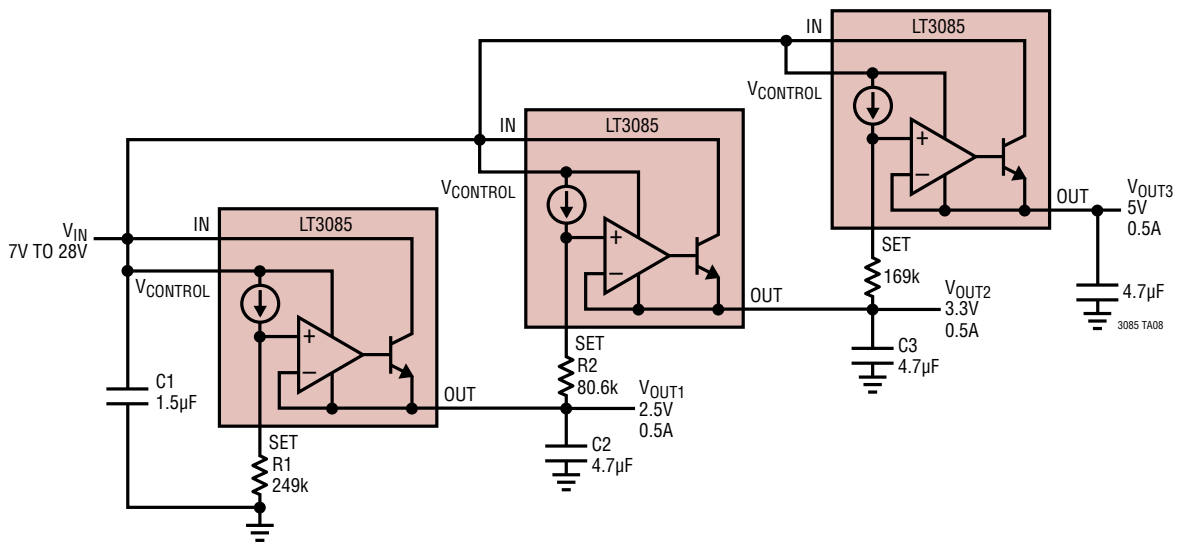 IN
LT3085
VCONTROL
IN
LT3085
VCONTROL
+
−
OUT
VOUT3
5V
0.5A
VIN
7V TO 28V
IN
LT3085
VCONTROL
+
−
OUT
SET
169k
VOUT2
3.3V
0.5A
4.7µF
3085 TA08
C1
1.5µF
+
−
OUT
SET
R2
80.6k
VOUT1
2.5V
0.5A
C3
4.7µF
SET
R1
249k
C2
4.7µF